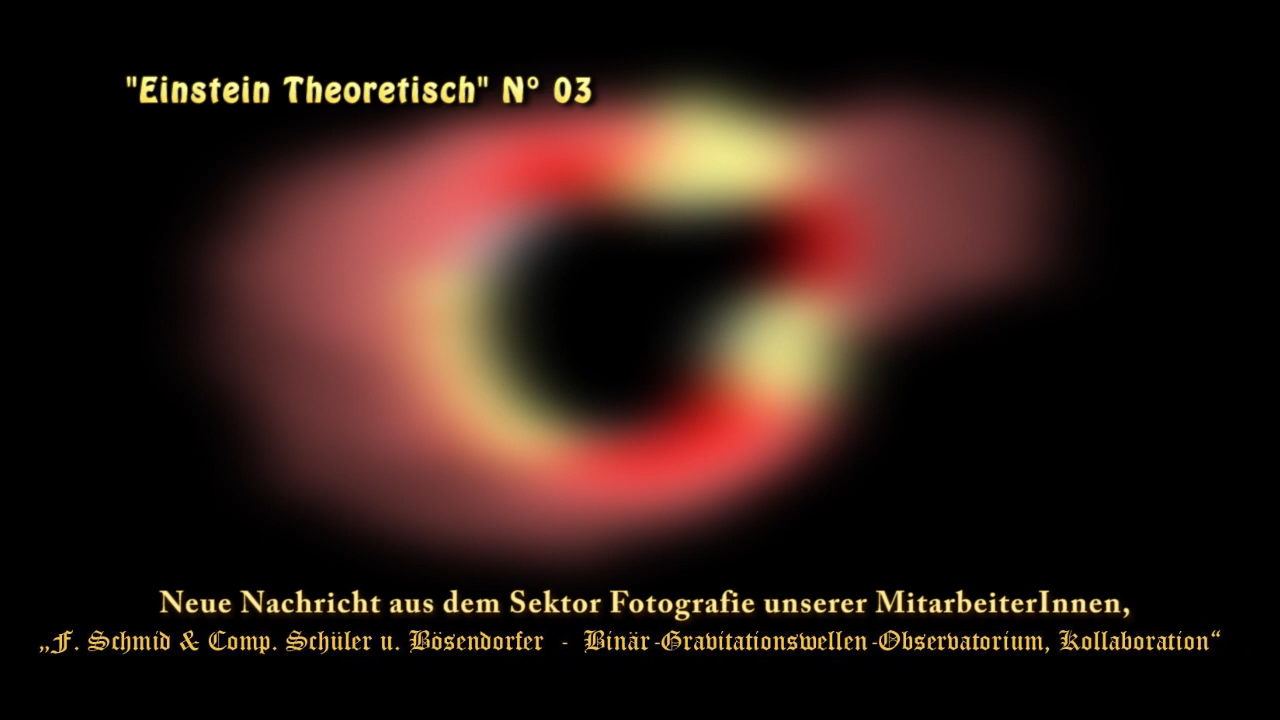 "Einstein Theoretisch" N° 03
Neue Nachricht aus dem Sektor Fotografie unserer MitarbeiterInnen,
„F. Schmid & Comp. Schüler u. Bösendorfer - Binär-Gravitationswellen-Observatorium, Kollaboration“